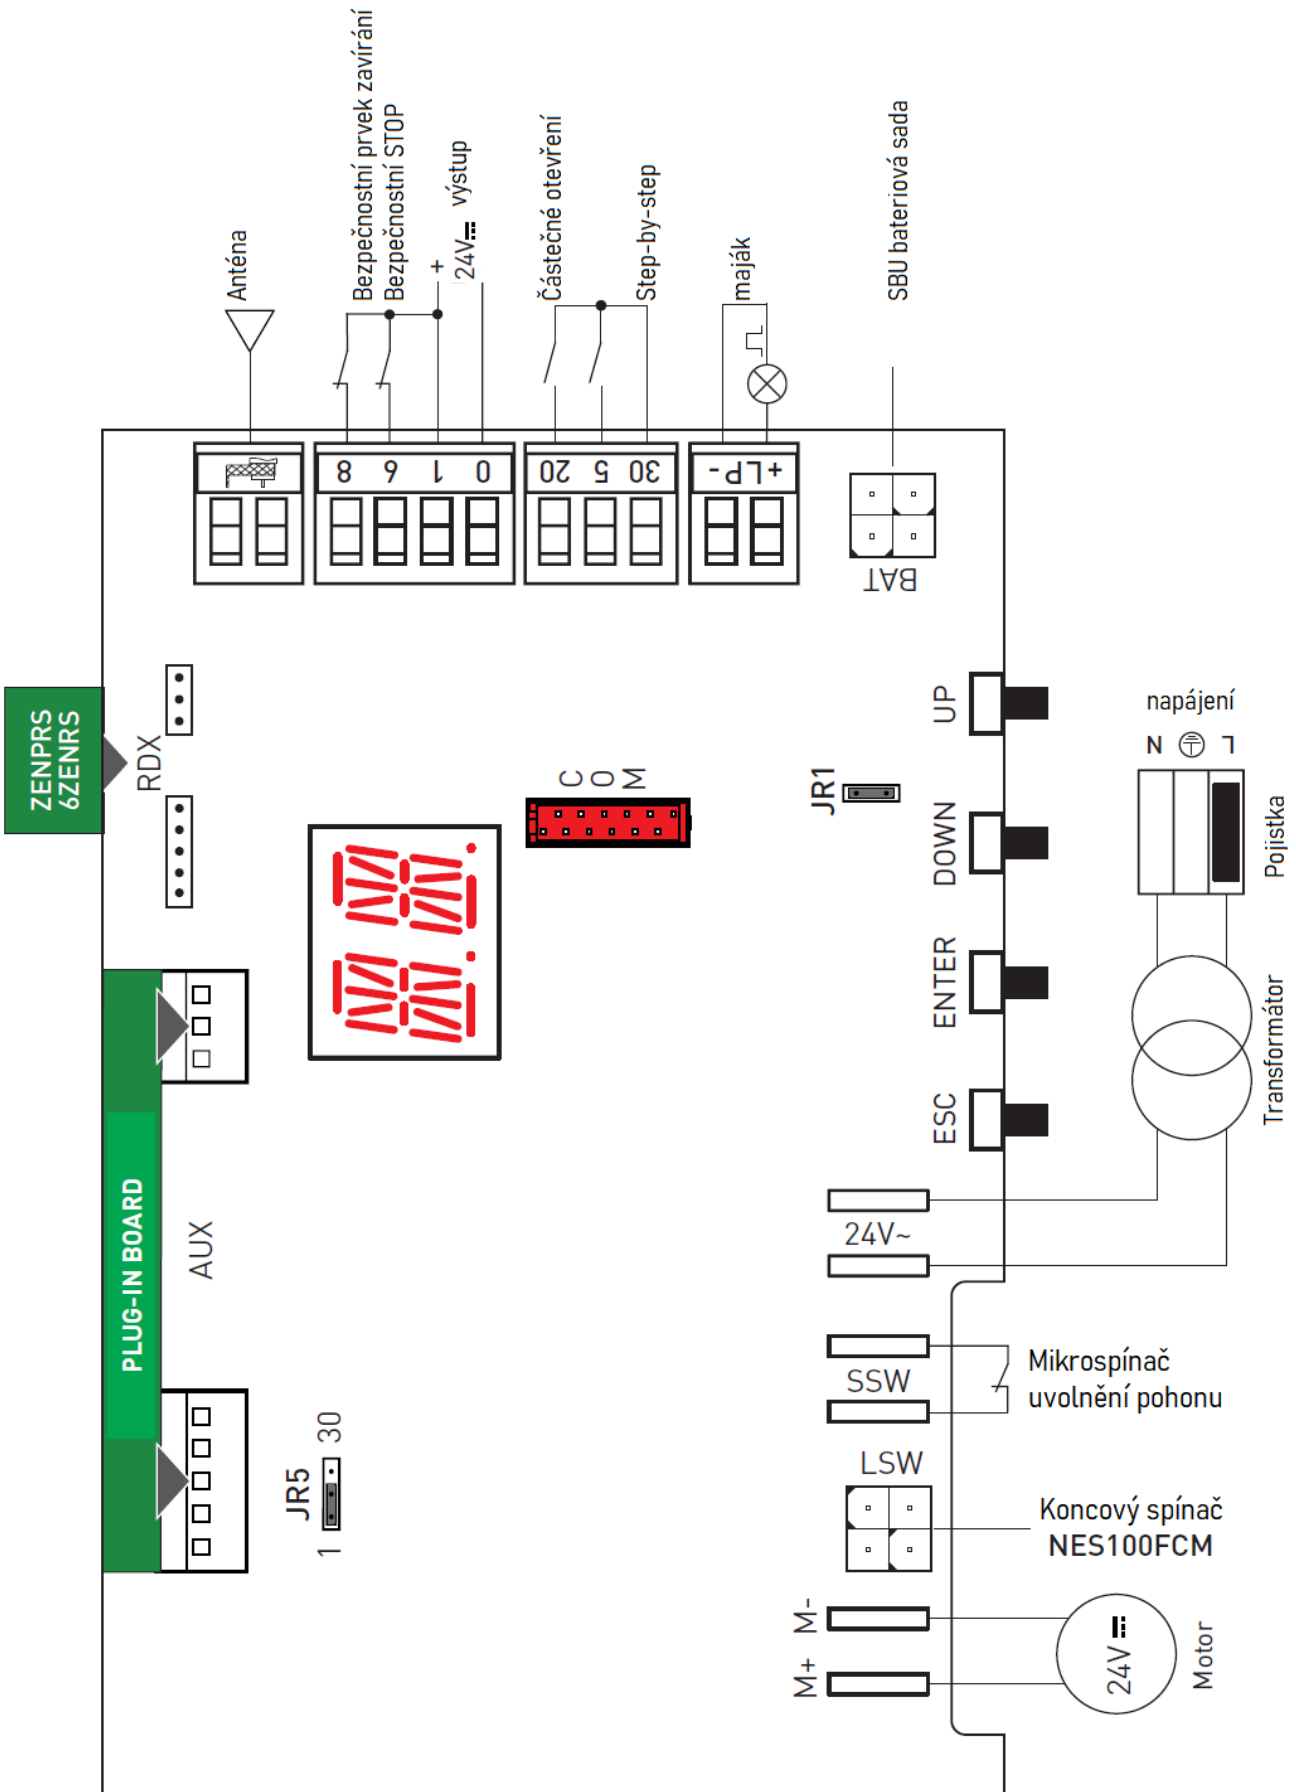 Anténa
Bezpečnostní prvek zavírání
Bezpečnostní STOP
+
24V výstup
Částečné otevření
Step-by-step
maják
SBU bateriová sada
8 6 1 0
20 5 30
+LP-
BAT
ZENPRS
6ZENRS
RDX
COM
JR1
UP
DOWN
ENTER
ESC
napájení
N L
Pojistka
Transformátor
PLUG-IN BOARD
AUX
24V~
SSW
Mikrospínač
uvolnění pohonu
JR5
1 30
LSW
Koncový spínač
NES100FCM
M-
M+
24V
Motor